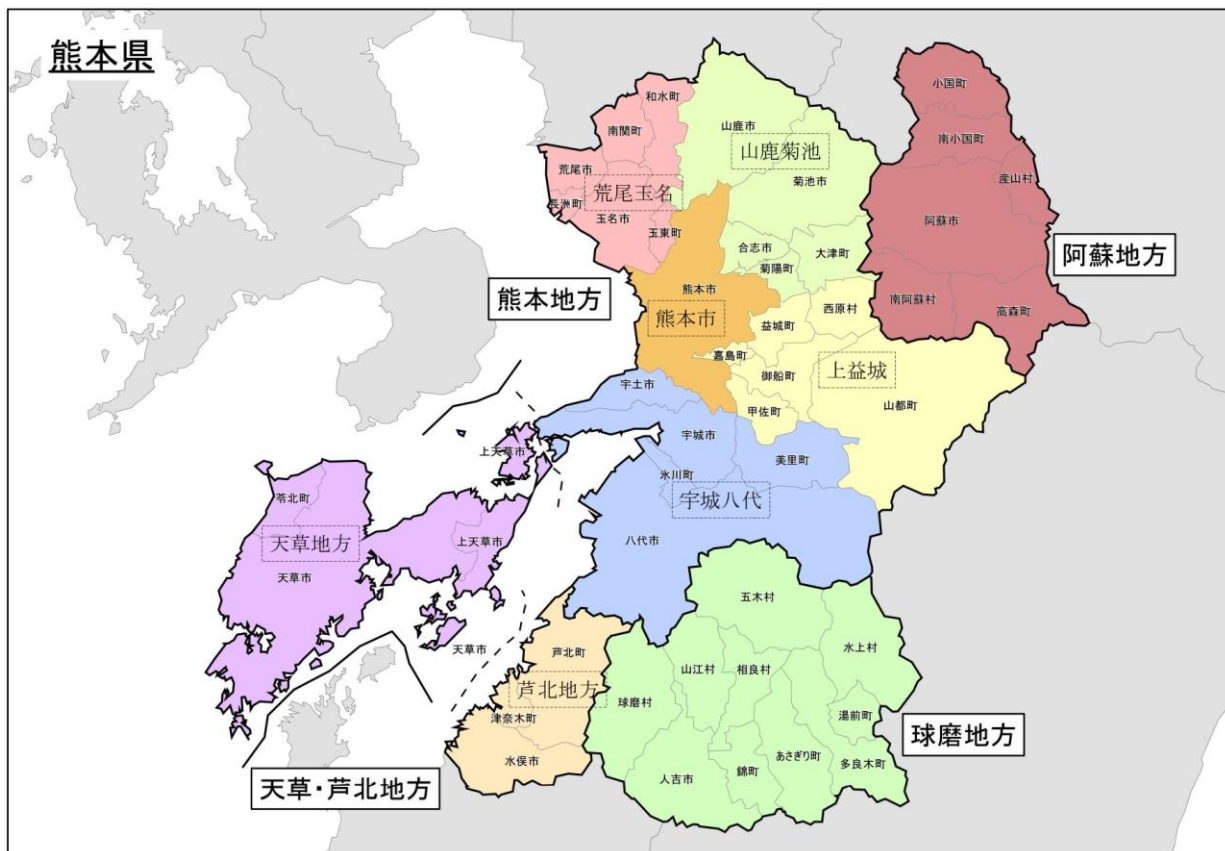 熊本県
小国町
和水町
南関町
山鹿市
山鹿菊池
南小国町
荒尾市
産山村
菊池市
荒尾玉名
長洲町
玉名市
阿蘇市
玉東町
合志市
大津町
阿蘇地方
菊陽町
熊本地方
熊本市
西原村
南阿蘇村
高森町
熊本市
益城町
嘉島町
御船町
上益城
宇土市
甲佐町
山都町
宇城市
上天草市
美里町
氷川町
苓北町
宇城八代
天草地方
上天草市
八代市
天草市
五木村
天草市
芦北町
水上村
山江村
相良村
芦北地方
球磨村
津奈木町
湯前町
球磨地方
水俣市
あさぎり町
多良木町
人吉市
錦町
天草・芦北地方